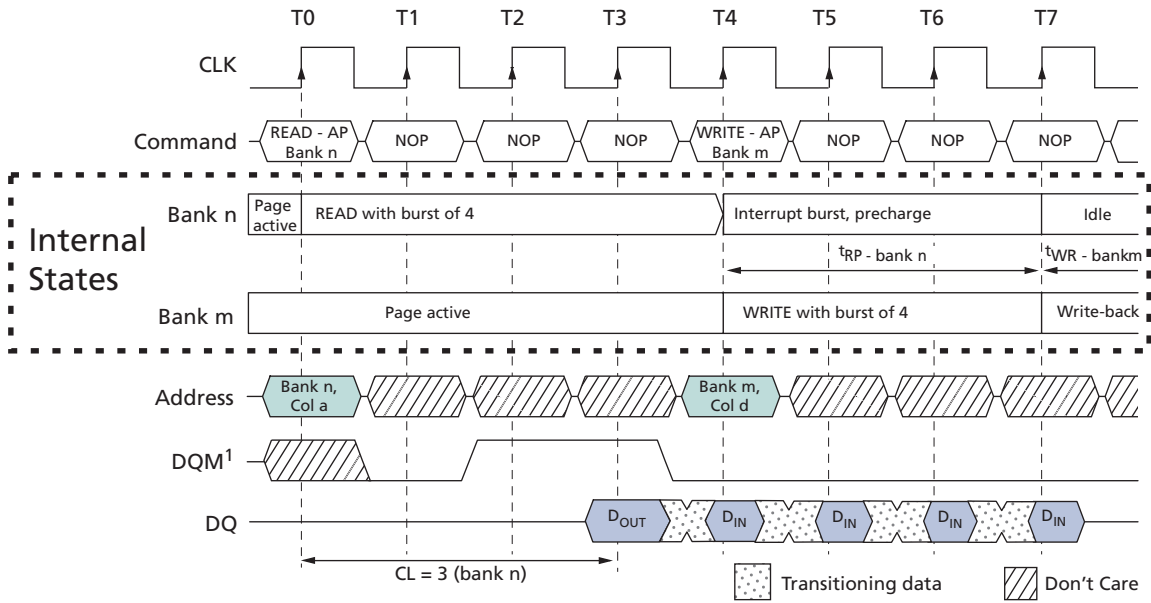 T0 T1 T2 T3 T4 T5 T6 T7
CLK
Command
READ - AP
Bank n
NOP
NOP
NOP
WRITE - AP
Bank m
NOP
NOP
NOP
Internal
States
Bank n
Page
active
READ with burst of 4
Interrupt burst, precharge
Idle
tRP - bank n
tWR - bankm
Bank m
Page active
WRITE with burst of 4
Write-back
Address
Bank n,
Col a
Bank m,
Col d
DQM1
DQ
DOUT
DIN
DIN
DIN
DIN
CL = 3 (bank n)
Transitioning data
Don't Care